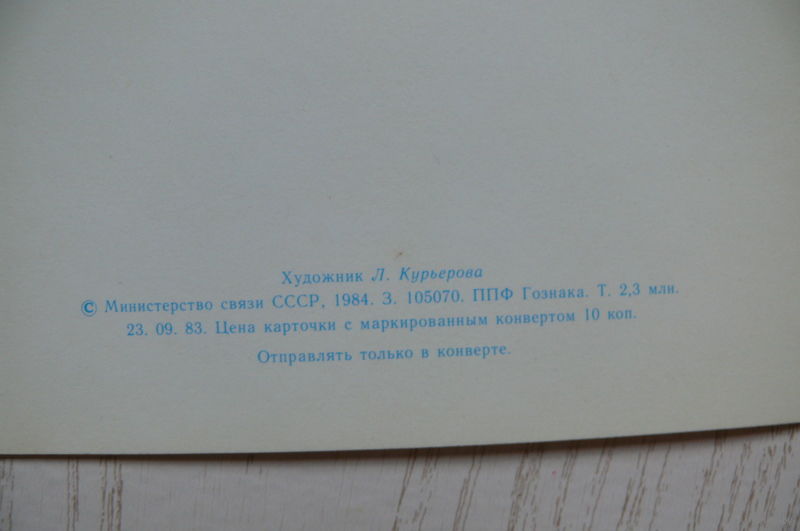 Художник Л. Курьерова
© Министерство связи СССР, 1984. З. 105070. ППФ Гознака. Т. 2,3 млн.
23. 09. 83. Цена карточки с маркированным конвертом 10 коп.
Отправлять только в конверте.